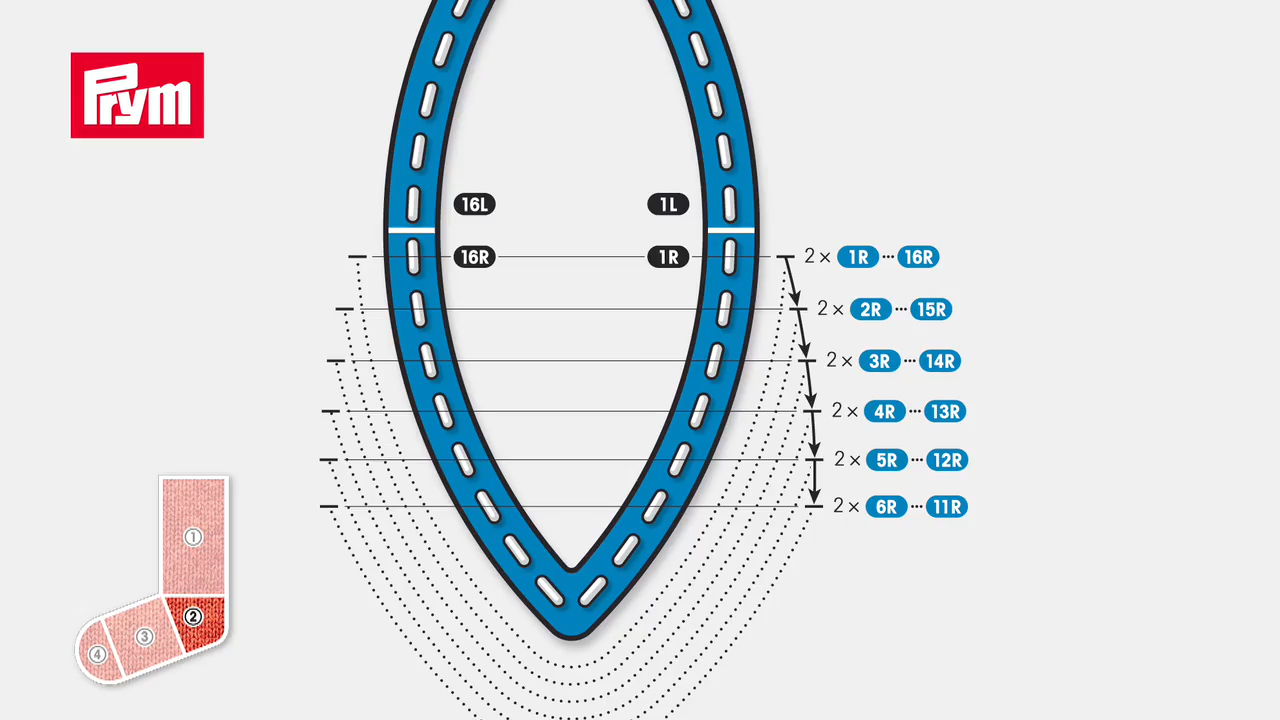 Prym
16L 1L
16R 1R
2 × 1R ··· 16R
2 × 2R ··· 15R
2 × 3R ··· 14R
2 × 4R ··· 13R
2 × 5R ··· 12R
2 × 6R ··· 11R
1
2
3
4